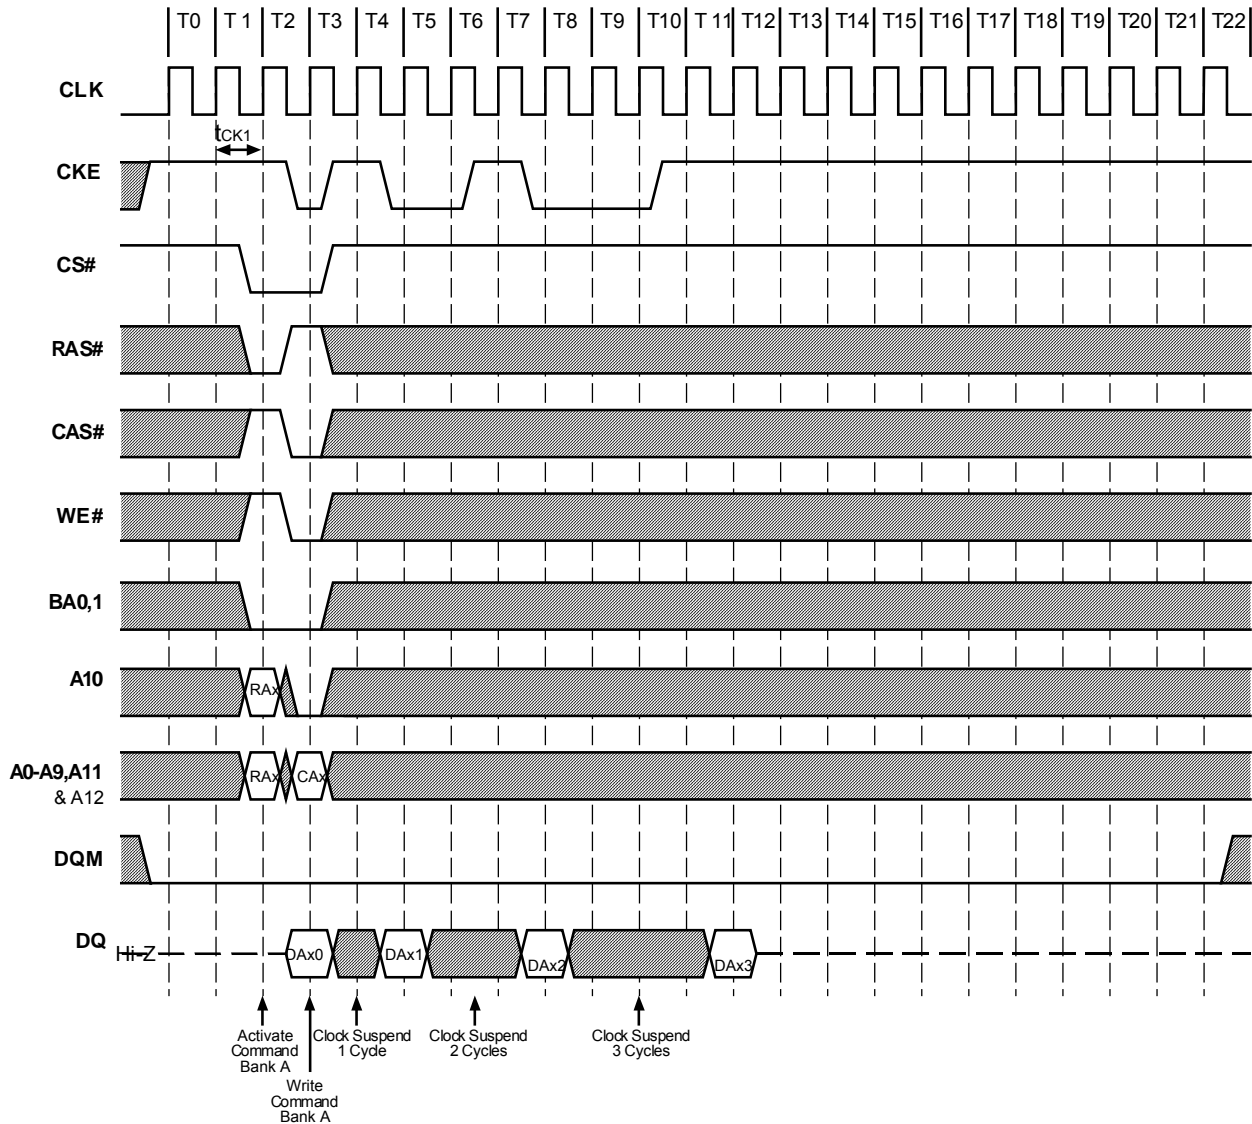 T0 T 1 T2 T3 T4 T5 T6 T7 T8 T9 T10 T 11 T12 T13 T14 T15 T16 T17 T18 T19 T20 T21 T22
CLK
tCK1
CKE
CS#
RAS#
CAS#
WE#
BA0,1
A10
RAx
A0-A9,A11
& A12
RAx CAx
DQM
DQ
Hi-Z
DAx0 DAx1 DAx2 DAx3
Activate
Command
Bank A
Write
Command
Bank A
Clock Suspend
1 Cycle
Clock Suspend
2 Cycles
Clock Suspend
3 Cycles